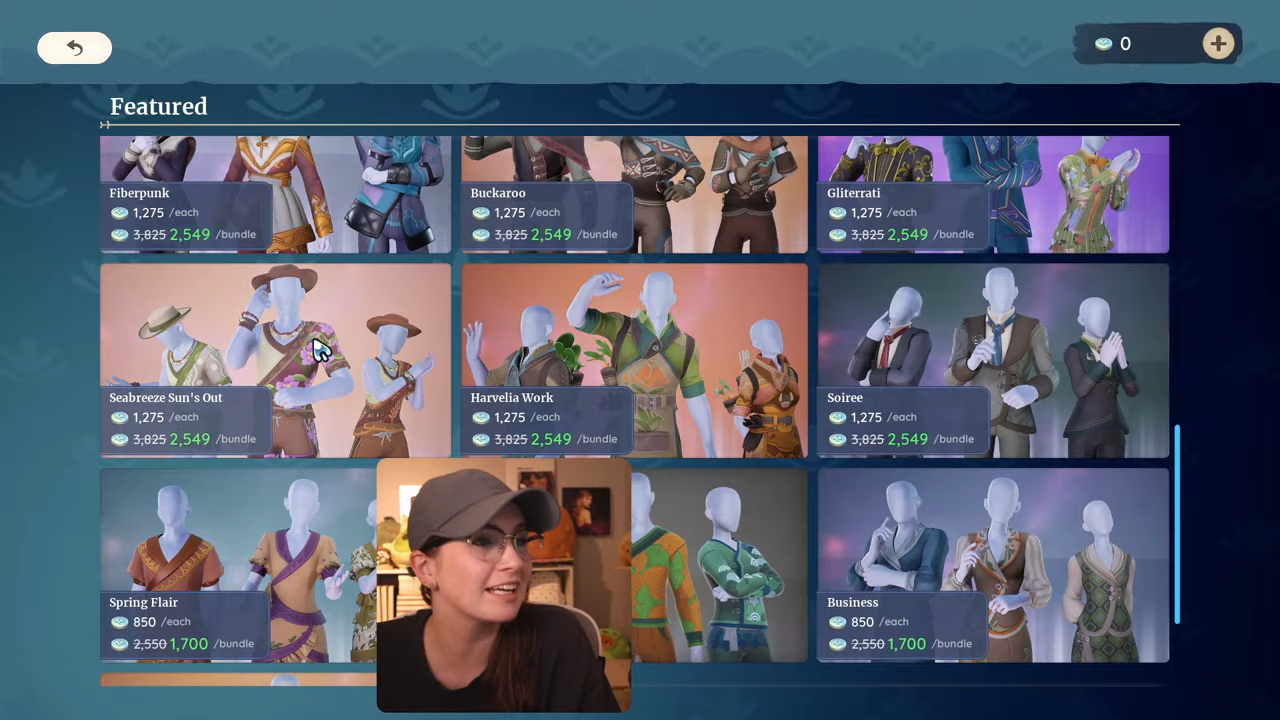 0
Featured
Fiberpunk
1,275 /each
3,825 2,549 /bundle
Buckaroo
1,275 /each
3,825 2,549 /bundle
Gliterrati
1,275 /each
3,825 2,549 /bundle
Seabreeze Sun's Out
1,275 /each
3,825 2,549 /bundle
Harvelia Work
1,275 /each
3,825 2,549 /bundle
Soiree
1,275 /each
3,825 2,549 /bundle
Spring Flair
850 /each
2,550 1,700 /bundle
Business
850 /each
2,550 1,700 /bundle